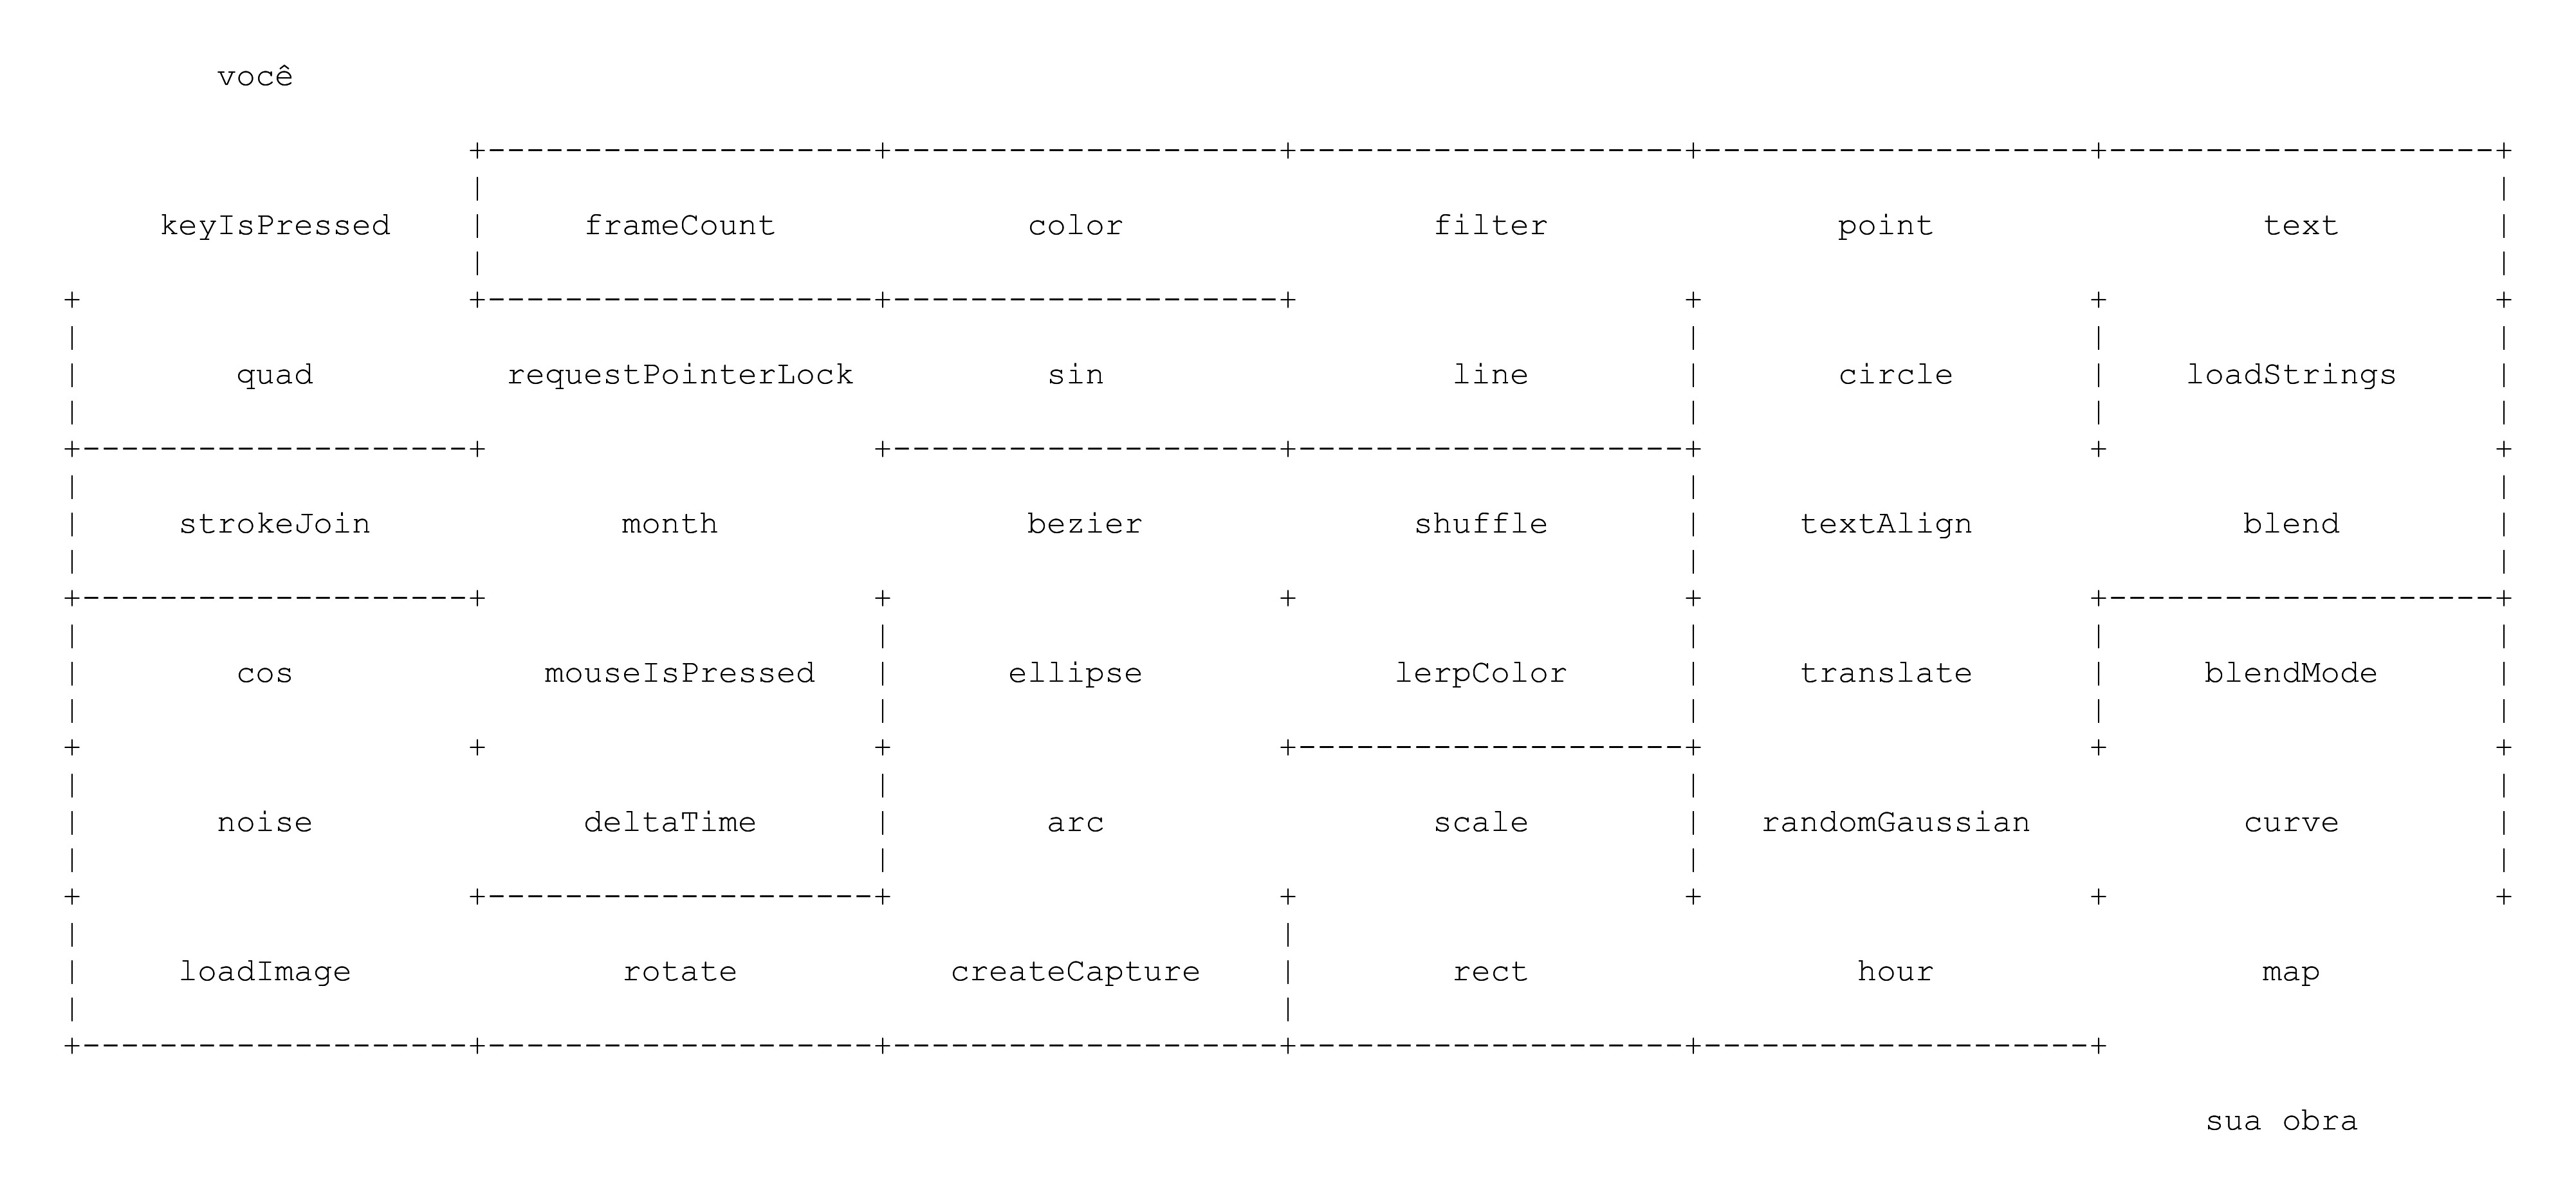 você
keyIsPressed frameCount color filter point text
quad requestPointerLock sin line circle loadStrings
strokeJoin month bezier shuffle textAlign blend
cos mouseIsPressed ellipse lerpColor translate blendMode
noise deltaTime arc scale randomGaussian curve
loadImage rotate createCapture rect hour map
sua obra